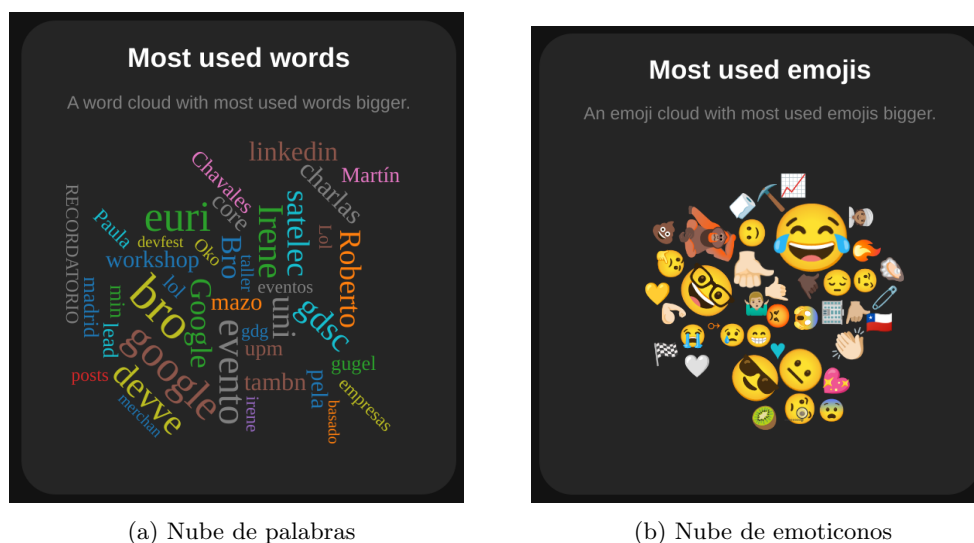 Most used words
A word cloud with most used words bigger.
linkedin
Chavales
charlas
Martín
RECORDATORIO
core
satelec
euri
Irene
Lol
Paula
devfest
Oko
Bro
Roberto
workshop
taller
lol
eventos
madrid
min
bro
Google
mazo
uni
gdsc
lead
google
evento
gdg
upm
gugel
posts
devve
tambn
pela
empresas
merchan
irene
basado
(a) Nube de palabras
Most used emojis
An emoji cloud with most used emojis bigger.
(b) Nube de emoticonos